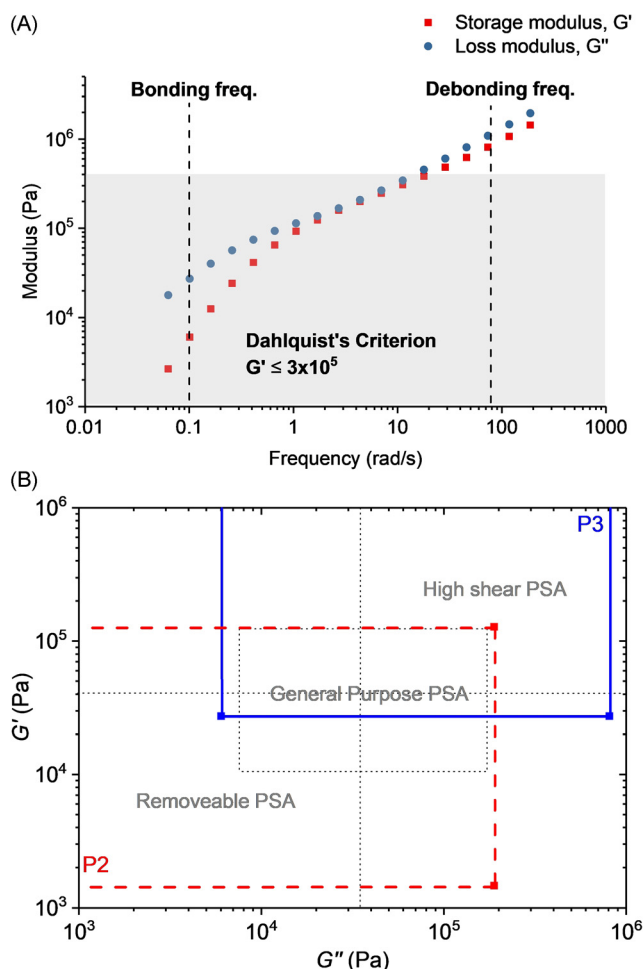 (A)
Storage modulus, G'
Loss modulus, G"
Bonding freq.
Debonding freq.
10⁶
10⁵
10⁴
10³
Modulus (Pa)
Dahlquist's Criterion
G' ≤ 3x10⁵
0.01
0.1
1
10
100
1000
Frequency (rad/s)
(B)
10⁶
10⁵
10⁴
10³
G' (Pa)
P3
High shear PSA
General Purpose PSA
Removeable PSA
P2
10³
10⁴
10⁵
10⁶
G" (Pa)